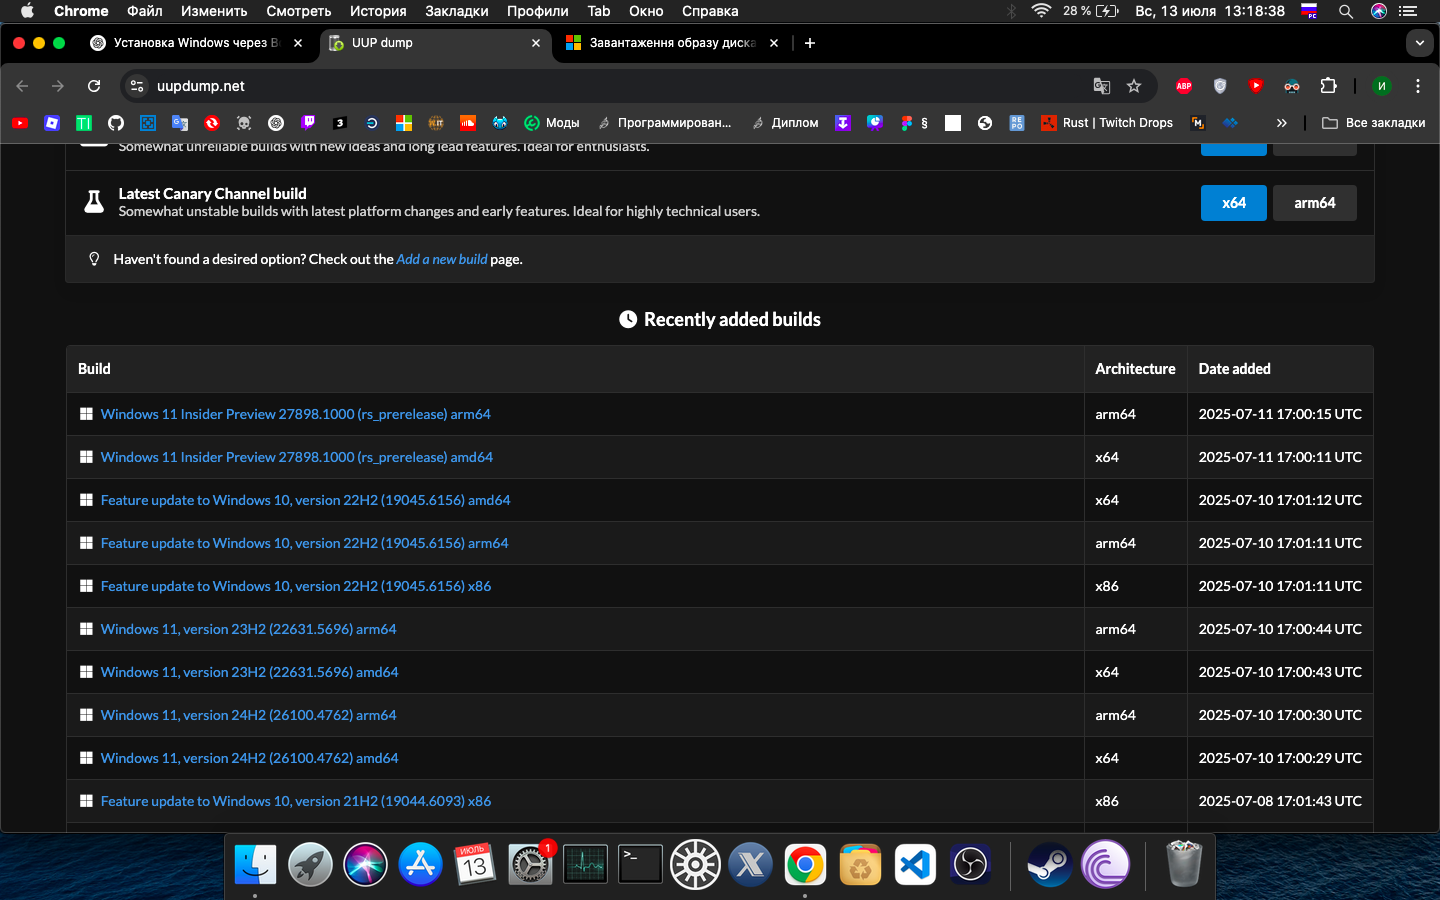 Chrome Файл Изменить Смотреть История Закладки Профили Tab Окно Справка 28 % РС Вс, 13 июля 13:18:38
Установка Windows через Bo UUP dump Завантаження образу диска
uupdump.net ABP И
TI 3 Моды Программирован... Диплом § RE PO Rust | Twitch Drops M Все закладки
Somewhat unreliable builds with new ideas and long lead features. Ideal for enthusiasts.
Latest Canary Channel build
Somewhat unstable builds with latest platform changes and early features. Ideal for highly technical users.
x64 arm64
Haven't found a desired option? Check out the Add a new build page.
Recently added builds
Build Architecture Date added
Windows 11 Insider Preview 27898.1000 (rs_prerelease) arm64 arm64 2025-07-11 17:00:15 UTC
Windows 11 Insider Preview 27898.1000 (rs_prerelease) amd64 x64 2025-07-11 17:00:11 UTC
Feature update to Windows 10, version 22H2 (19045.6156) amd64 x64 2025-07-10 17:01:12 UTC
Feature update to Windows 10, version 22H2 (19045.6156) arm64 arm64 2025-07-10 17:01:11 UTC
Feature update to Windows 10, version 22H2 (19045.6156) x86 x86 2025-07-10 17:01:11 UTC
Windows 11, version 23H2 (22631.5696) arm64 arm64 2025-07-10 17:00:44 UTC
Windows 11, version 23H2 (22631.5696) amd64 x64 2025-07-10 17:00:43 UTC
Windows 11, version 24H2 (26100.4762) arm64 arm64 2025-07-10 17:00:30 UTC
Windows 11, version 24H2 (26100.4762) amd64 x64 2025-07-10 17:00:29 UTC
Feature update to Windows 10, version 21H2 (19044.6093) x86 x86 2025-07-08 17:01:43 UTC
ИЮЛЬ 13 1 >_ X